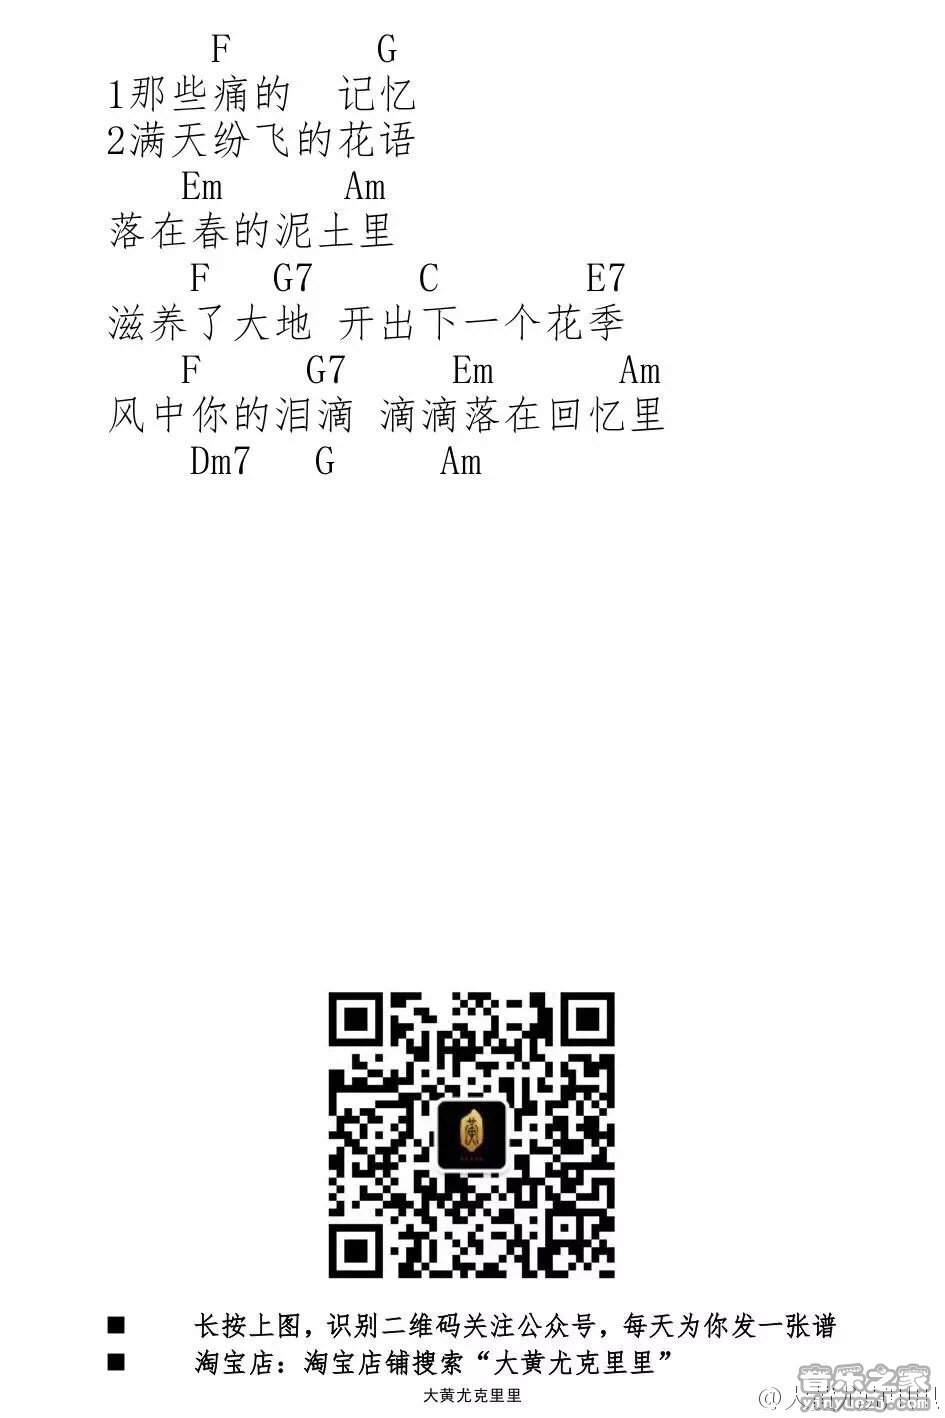 F G
1那些痛的 记忆
2满天纷飞的花语
Em Am
落在春的泥土里
F G7 C E7
滋养了大地 开出下一个花季
F G7 Em Am
风中你的泪滴 滴滴落在回忆里
Dm7 G Am
■ 长按上图，识别二维码关注公众号，每天为你发一张谱
■ 淘宝店：淘宝店铺搜索“大黄尤克里里”
大黄尤克里里
音乐之家
yinyuezj.com